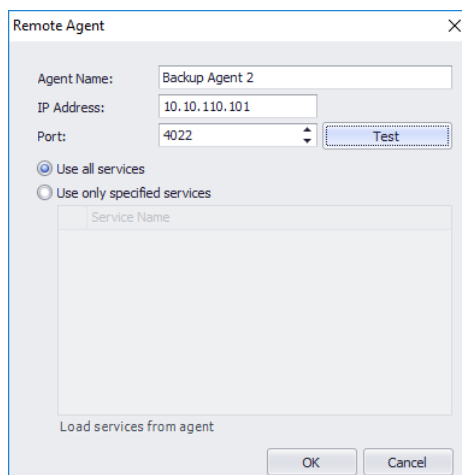 Remote Agent
Agent Name: Backup Agent 2
IP Address: 10.10.110.101
Port: 4022 Test
Use all services
Use only specified services
Service Name
Load services from agent
OK Cancel